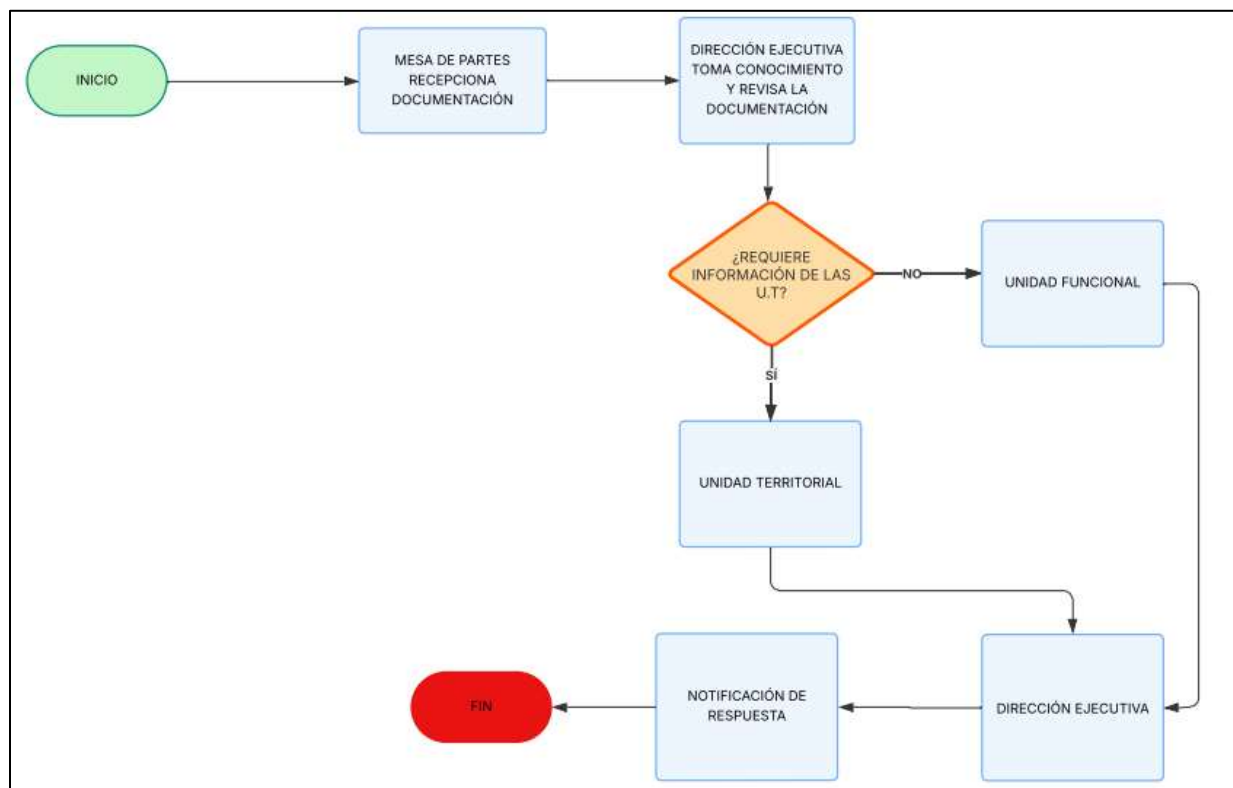 INICIO
MESA DE PARTES
RECEPCIONA
DOCUMENTACIÓN
DIRECCIÓN EJECUTIVA
TOMA CONOCIMIENTO
Y REVISA LA
DOCUMENTACIÓN
¿REQUIERE
INFORMACIÓN DE LAS
U.T?
NO
UNIDAD FUNCIONAL
SÍ
UNIDAD TERRITORIAL
DIRECCIÓN EJECUTIVA
NOTIFICACIÓN DE
RESPUESTA
FIN